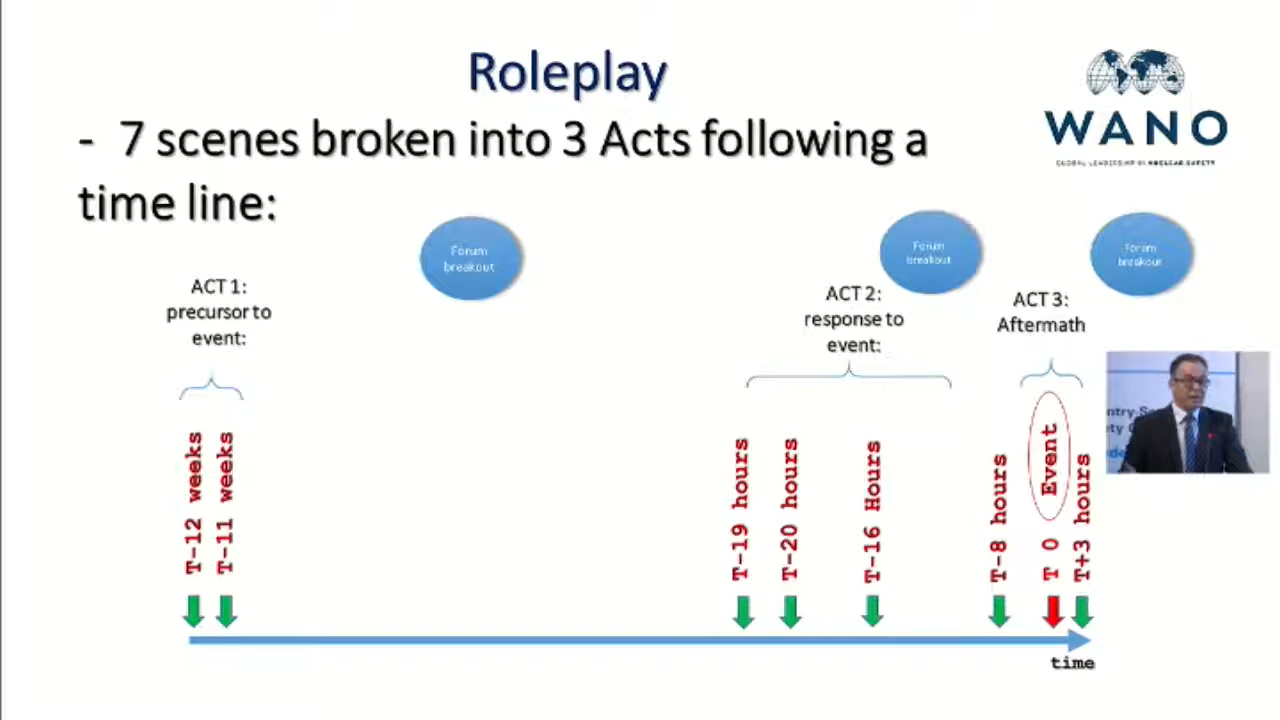 Roleplay
- 7 scenes broken into 3 Acts following a
time line:
WANO
GLOBAL LEADERSHIP IN NUCLEAR SAFETY
Forum
breakout
Forum
breakout
Forum
breakout
ACT 1:
precursor to
event:
ACT 2:
response to
event:
ACT 3:
Aftermath
T-12 weeks
T-11 weeks
T-19 hours
T-20 hours
T-16 Hours
T-8 hours
T 0 Event
T+3 hours
time